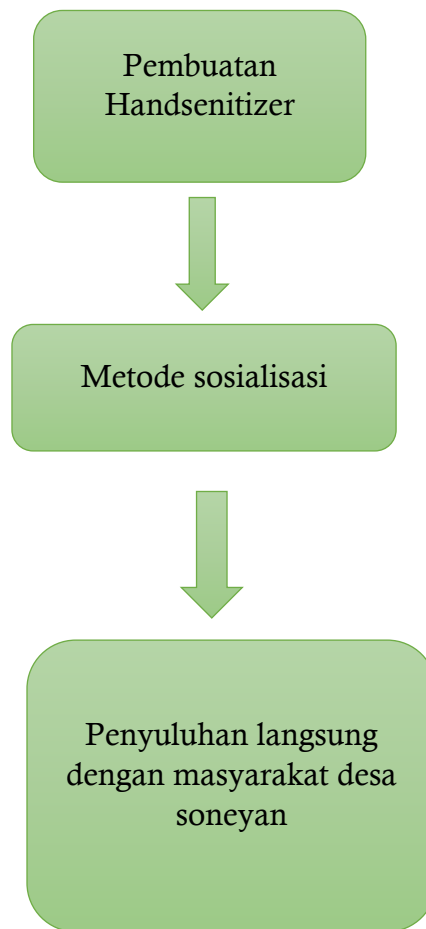 Pembuatan
Handsenitizer
Metode sosialisasi
Penyuluhan langsung
dengan masyarakat desa
soneyan